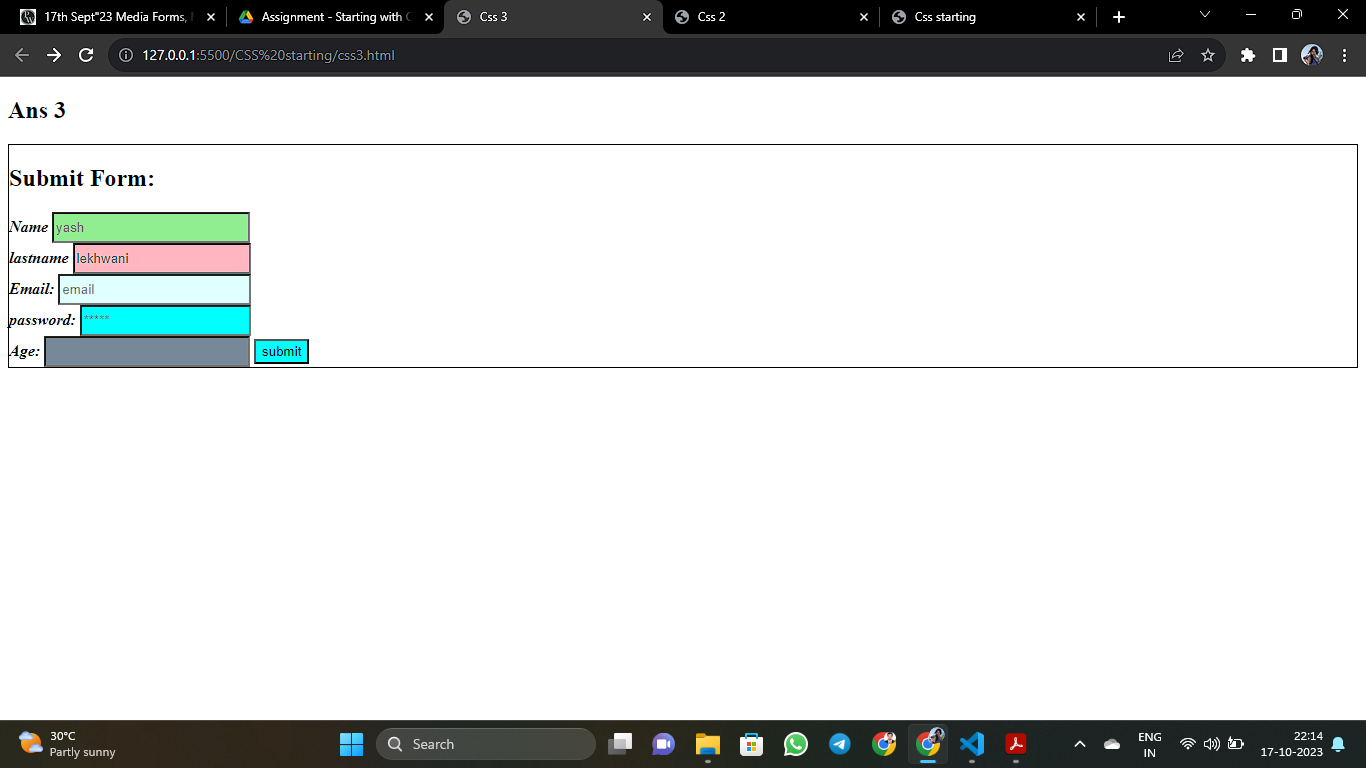 17th Sept"23 Media Forms,
Assignment - Starting with C
Css 3
Css 2
Css starting
127.0.0.1:5500/CSS%20starting/css3.html
Ans 3
Submit Form:
Name yash
lastname lekhwani
Email: email
password: *****
Age: submit
30°C
Partly sunny
Search
ENG
IN
22:14
17-10-2023